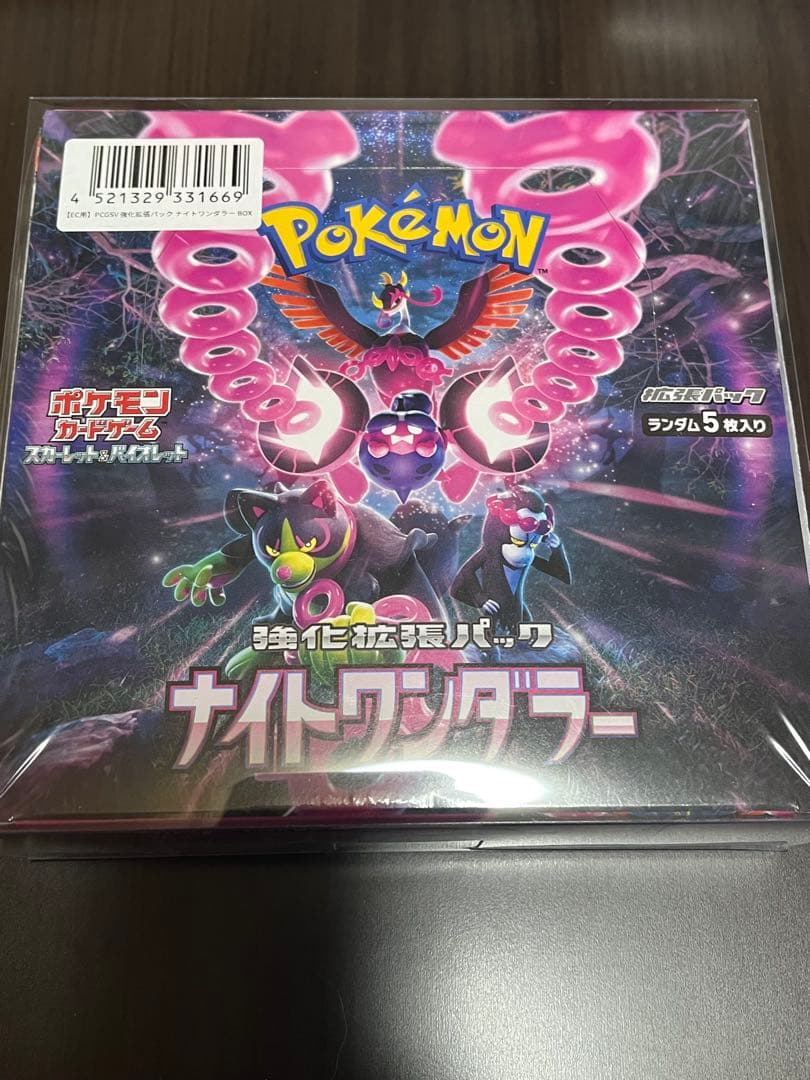 4 521329 331669
【EC用】PCGSV 強化拡張パック ナイトワンダラー BOX
POKéMON
TM
ポケモン
カードゲーム
スカーレット&バイオレット
拡張パック
ランダム5枚入り
強化拡張パック
ナイトワンダラー